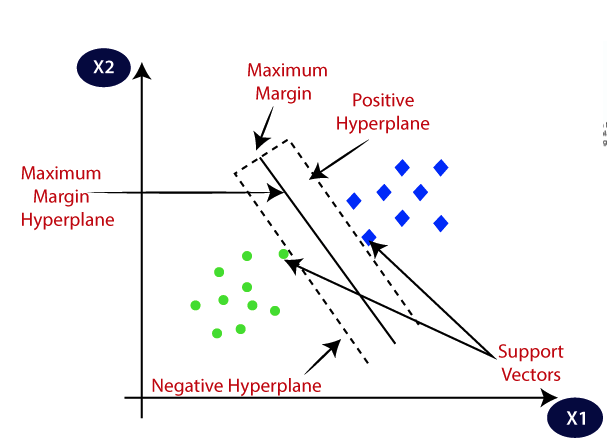 X2
Maximum
Margin
Positive
Hyperplane
Maximum
Margin
Hyperplane
Support
Vectors
Negative Hyperplane
X1